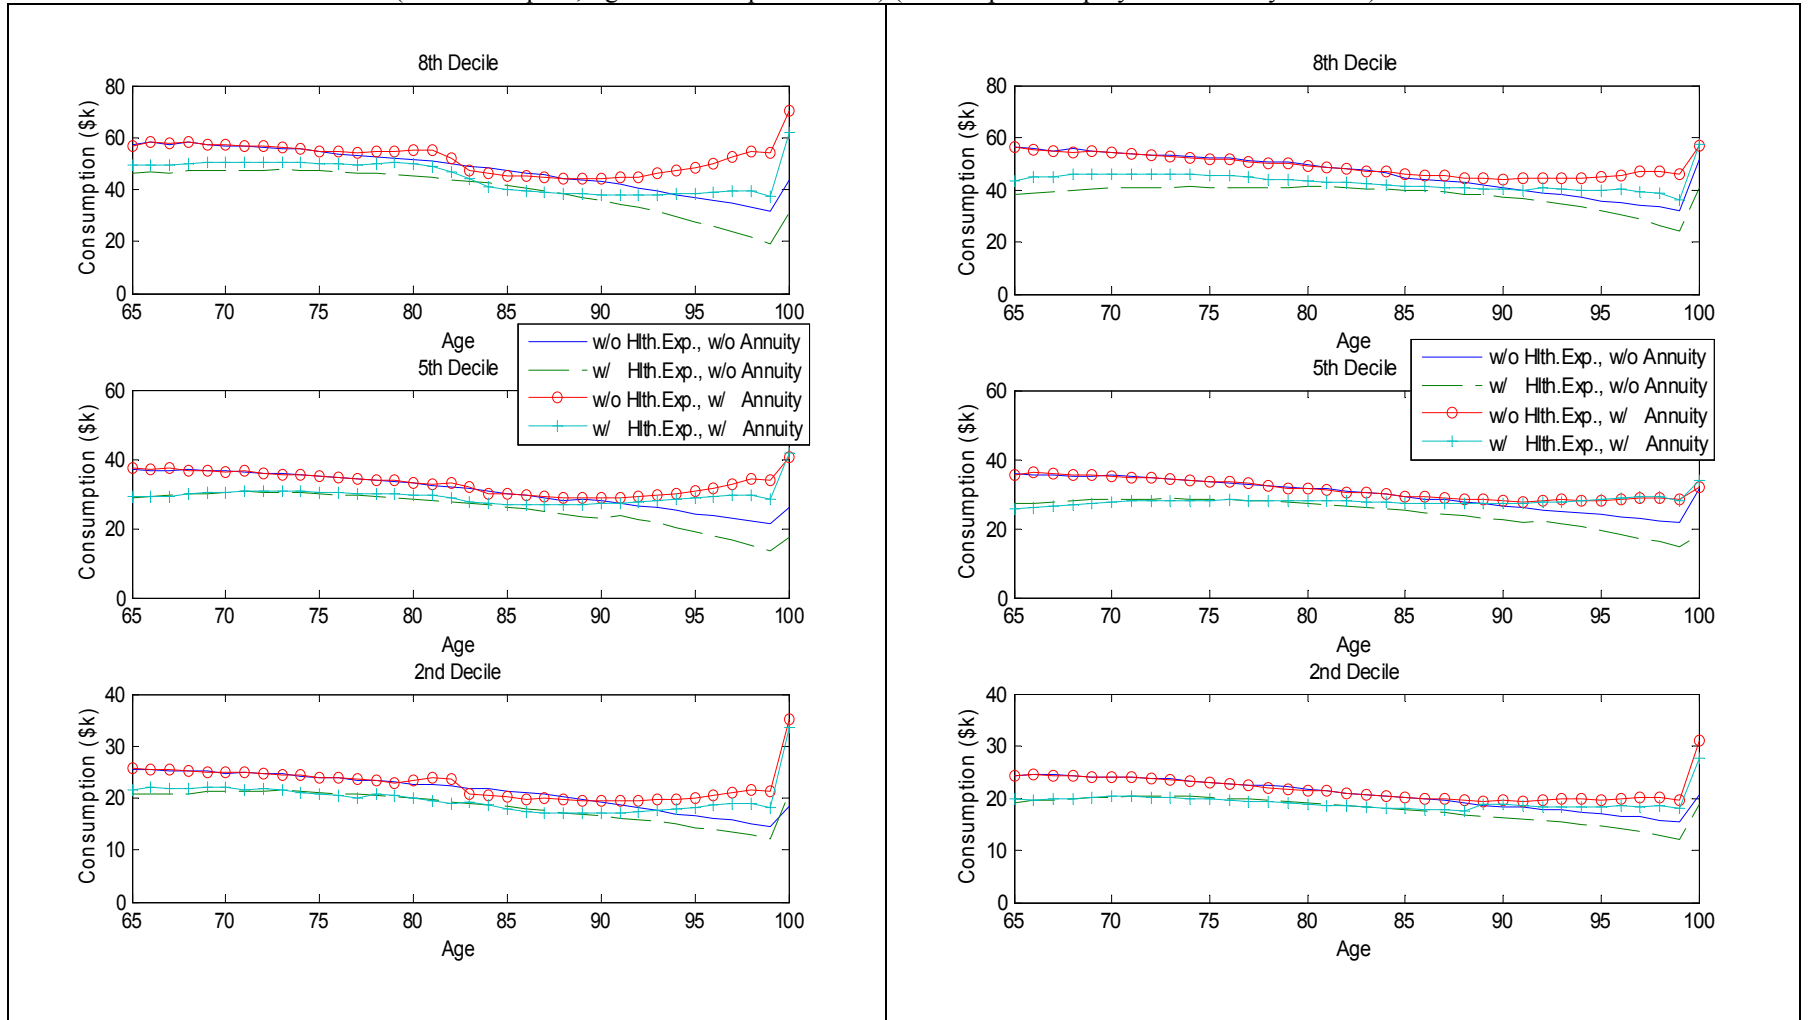 8th Decile
80
60
40
20
0
Consumption ($k)
65 70 75 80 85 90 95 100
Age
w/o Hlth.Exp., w/o Annuity
w/ Hlth.Exp., w/o Annuity
w/o Hlth.Exp., w/ Annuity
w/ Hlth.Exp., w/ Annuity
5th Decile
60
40
20
0
Consumption ($k)
65 70 75 80 85 90 95 100
Age
2nd Decile
40
30
20
10
0
Consumption ($k)
65 70 75 80 85 90 95 100
Age
8th Decile
80
60
40
20
0
Consumption ($k)
65 70 75 80 85 90 95 100
Age
w/o Hlth.Exp., w/o Annuity
w/ Hlth.Exp., w/o Annuity
w/o Hlth.Exp., w/ Annuity
w/ Hlth.Exp., w/ Annuity
5th Decile
60
40
20
0
Consumption ($k)
65 70 75 80 85 90 95 100
Age
2nd Decile
40
30
20
10
0
Consumption ($k)
65 70 75 80 85 90 95 100
Age